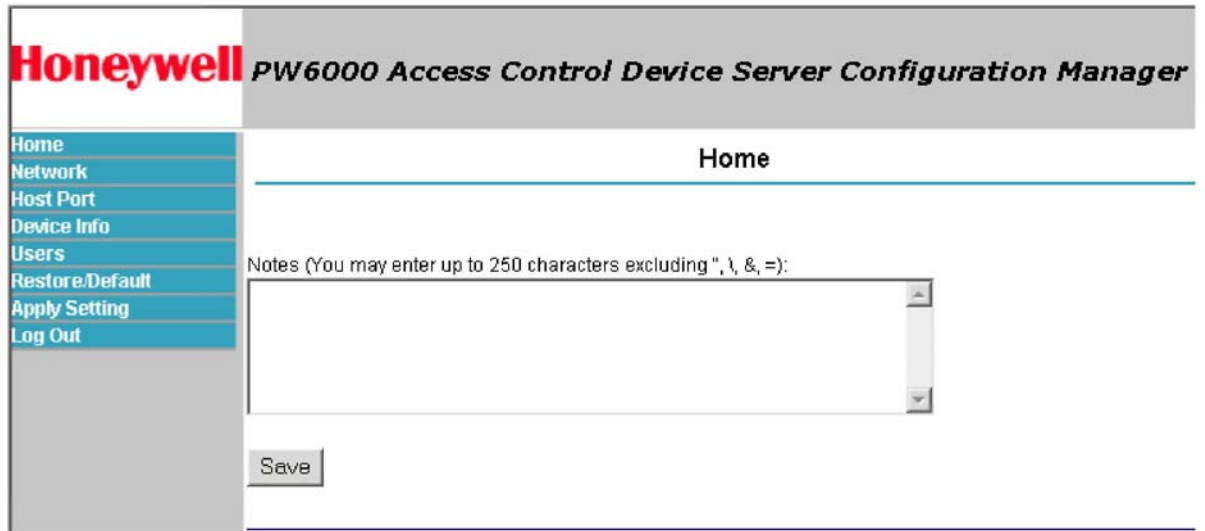 Honeywell PW6000 Access Control Device Server Configuration Manager
Home
Network
Host Port
Device Info
Users
Restore/Default
Apply Setting
Log Out
Home
Notes (You may enter up to 250 characters excluding ", \, &, =):
Save